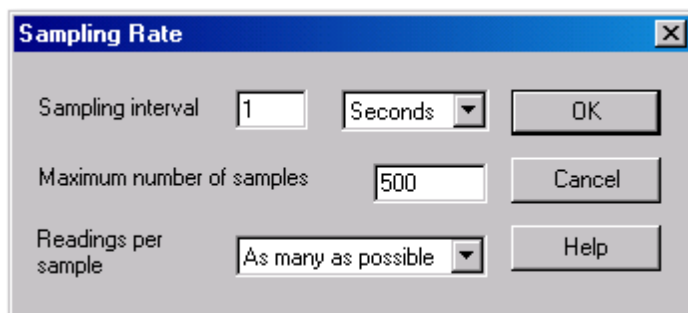 Sampling Rate
Sampling interval 1 Seconds OK
Maximum number of samples 500 Cancel
Readings per
sample As many as possible Help